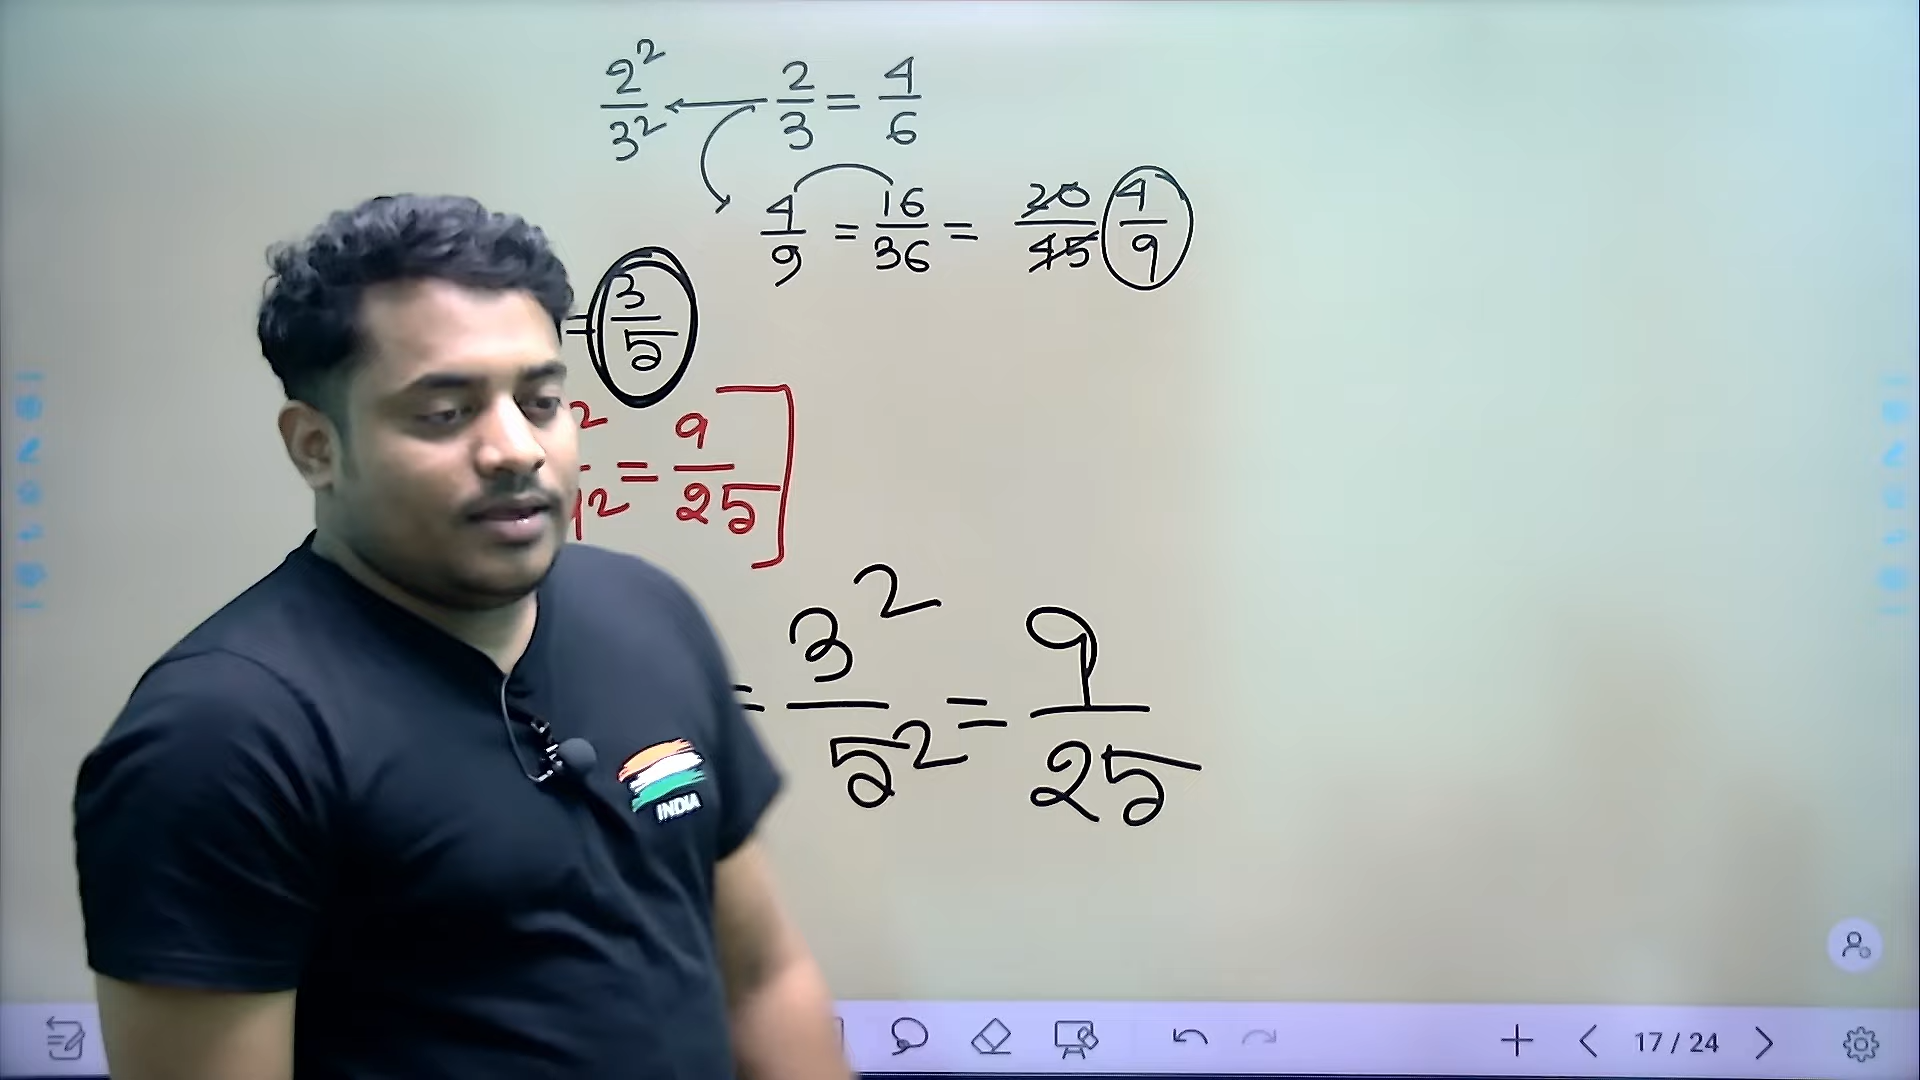 2²/3² ← 2/3 = 4/6
4/9 = 16/36 = 20/45 4/9
= 3/5
2 = 9/25
= 3²/5² = 9/25
INDIA
17 / 24